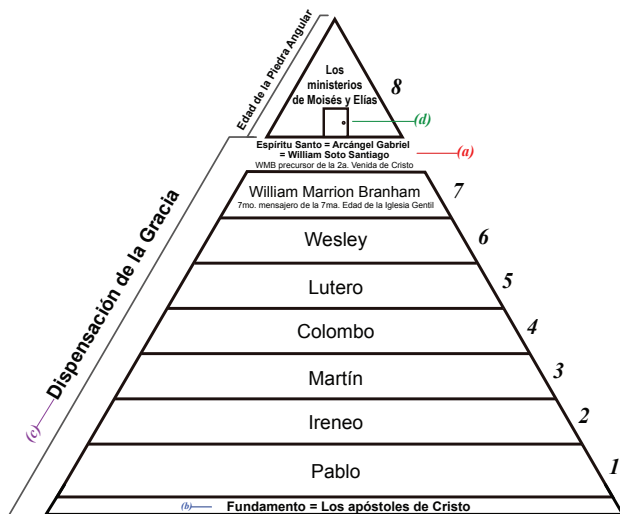 Edad de la Piedra Angular
Los
ministerios
de Moisés y Elías
8
(d)
Espíritu Santo = Arcángel Gabriel
= William Soto Santiago
(a)
WMB precursor de la 2a. Venida de Cristo
William Marrion Branham
7mo. mensajero de la 7ma. Edad de la Iglesia Gentil
7
Wesley
6
Dispensación de la Gracia
Lutero
5
Colombo
4
Martín
3
(c)
Ireneo
2
Pablo
1
(b)
Fundamento = Los apóstoles de Cristo